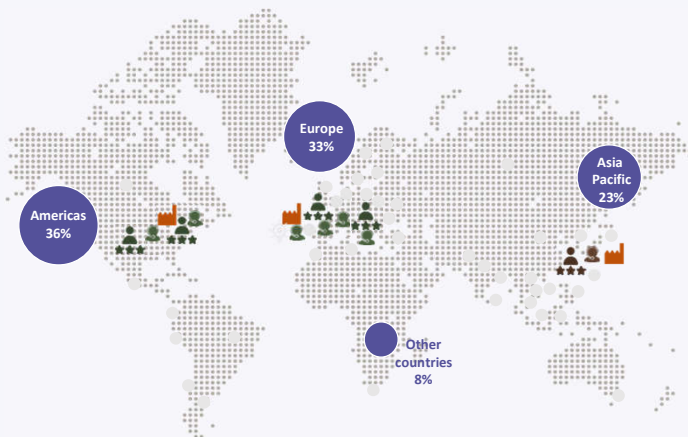 Europe
33%
Asia
Pacific
23%
Americas
36%
Other
countries
8%